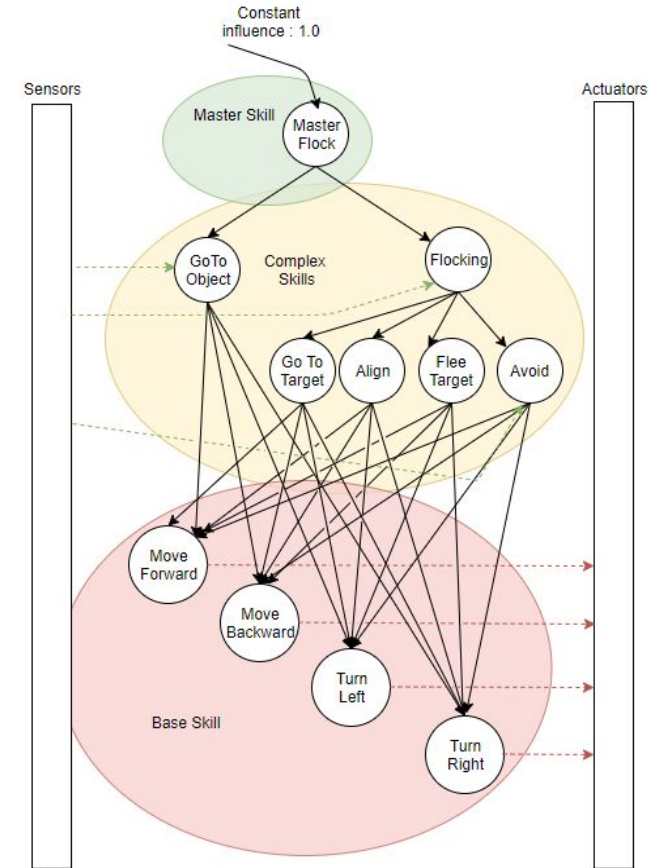 Constant
influence : 1.0
Sensors
Actuators
Master Skill
Master
Flock
GoTo
Object
Complex
Skills
Flocking
Go To
Target
Align
Flee
Target
Avoid
Move
Forward
Move
Backward
Turn
Left
Base Skill
Turn
Right